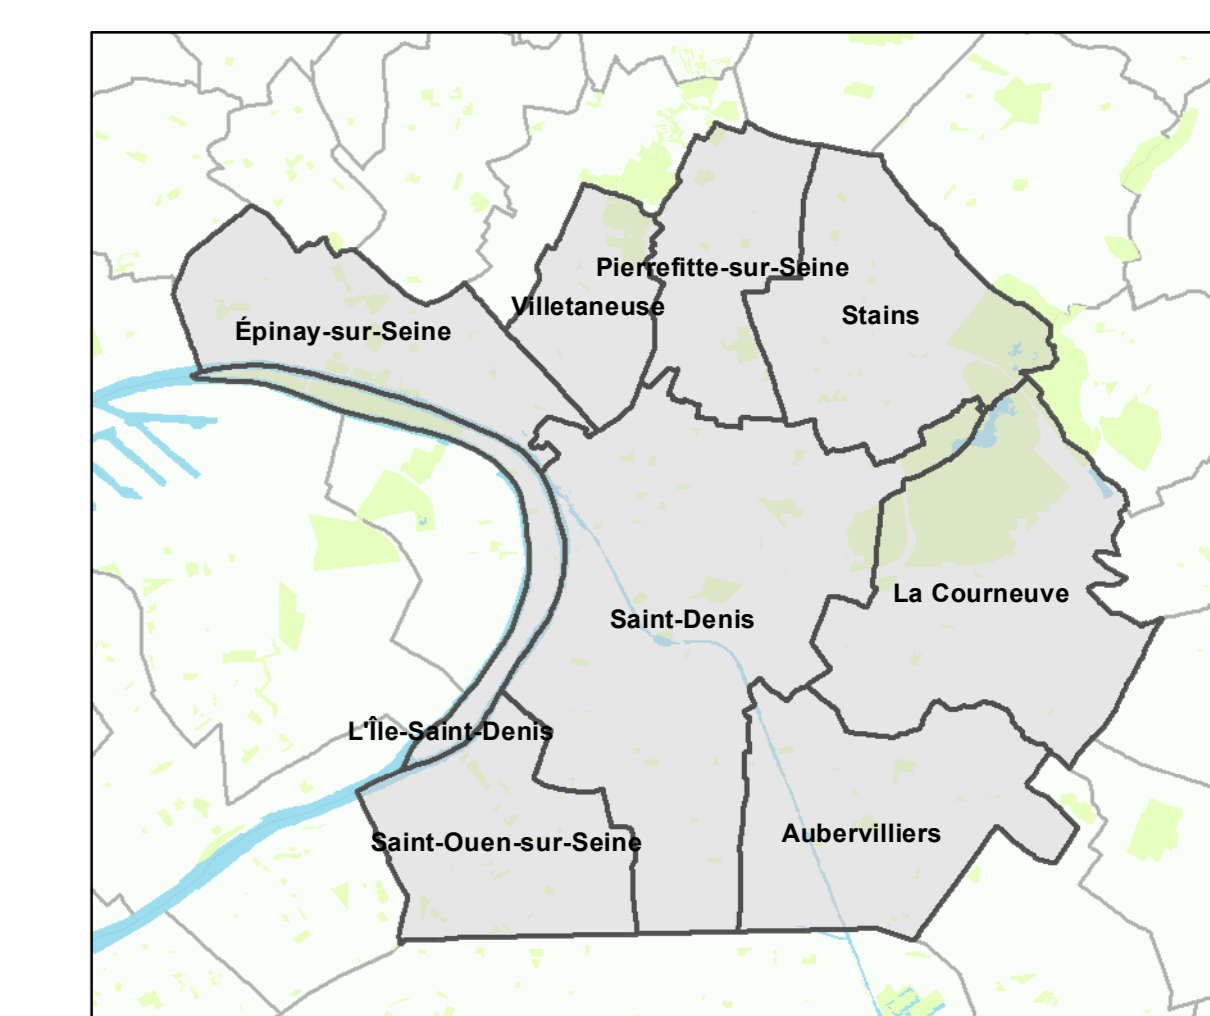 Pierrefitte-sur-Seine
Villetaneuse
Stains
Épinay-sur-Seine
La Courneuve
Saint-Denis
L'Île-Saint-Denis
Aubervilliers
Saint-Ouen-sur-Seine